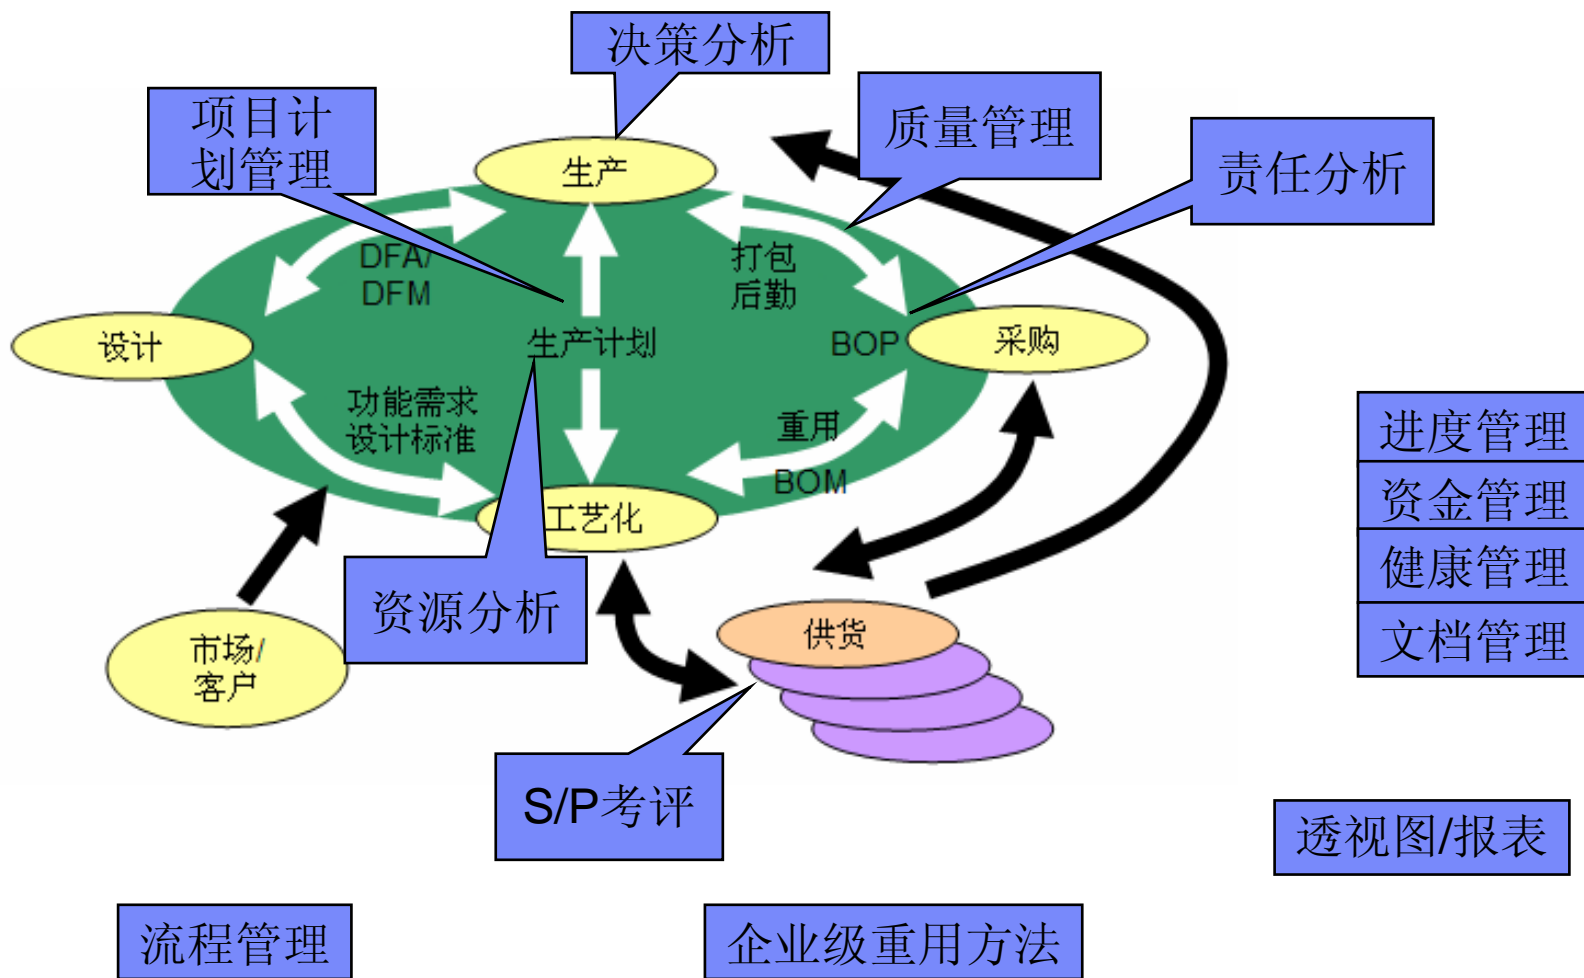 决策分析
项目计
划管理
质量管理
责任分析
生产
DFA/
DFM
打包
后勤
设计
生产计划
BOP
采购
功能需求
设计标准
重用
BOM
工艺化
进度管理
资金管理
健康管理
文档管理
资源分析
市场/
客户
供货
S/P考评
透视图/报表
流程管理
企业级重用方法